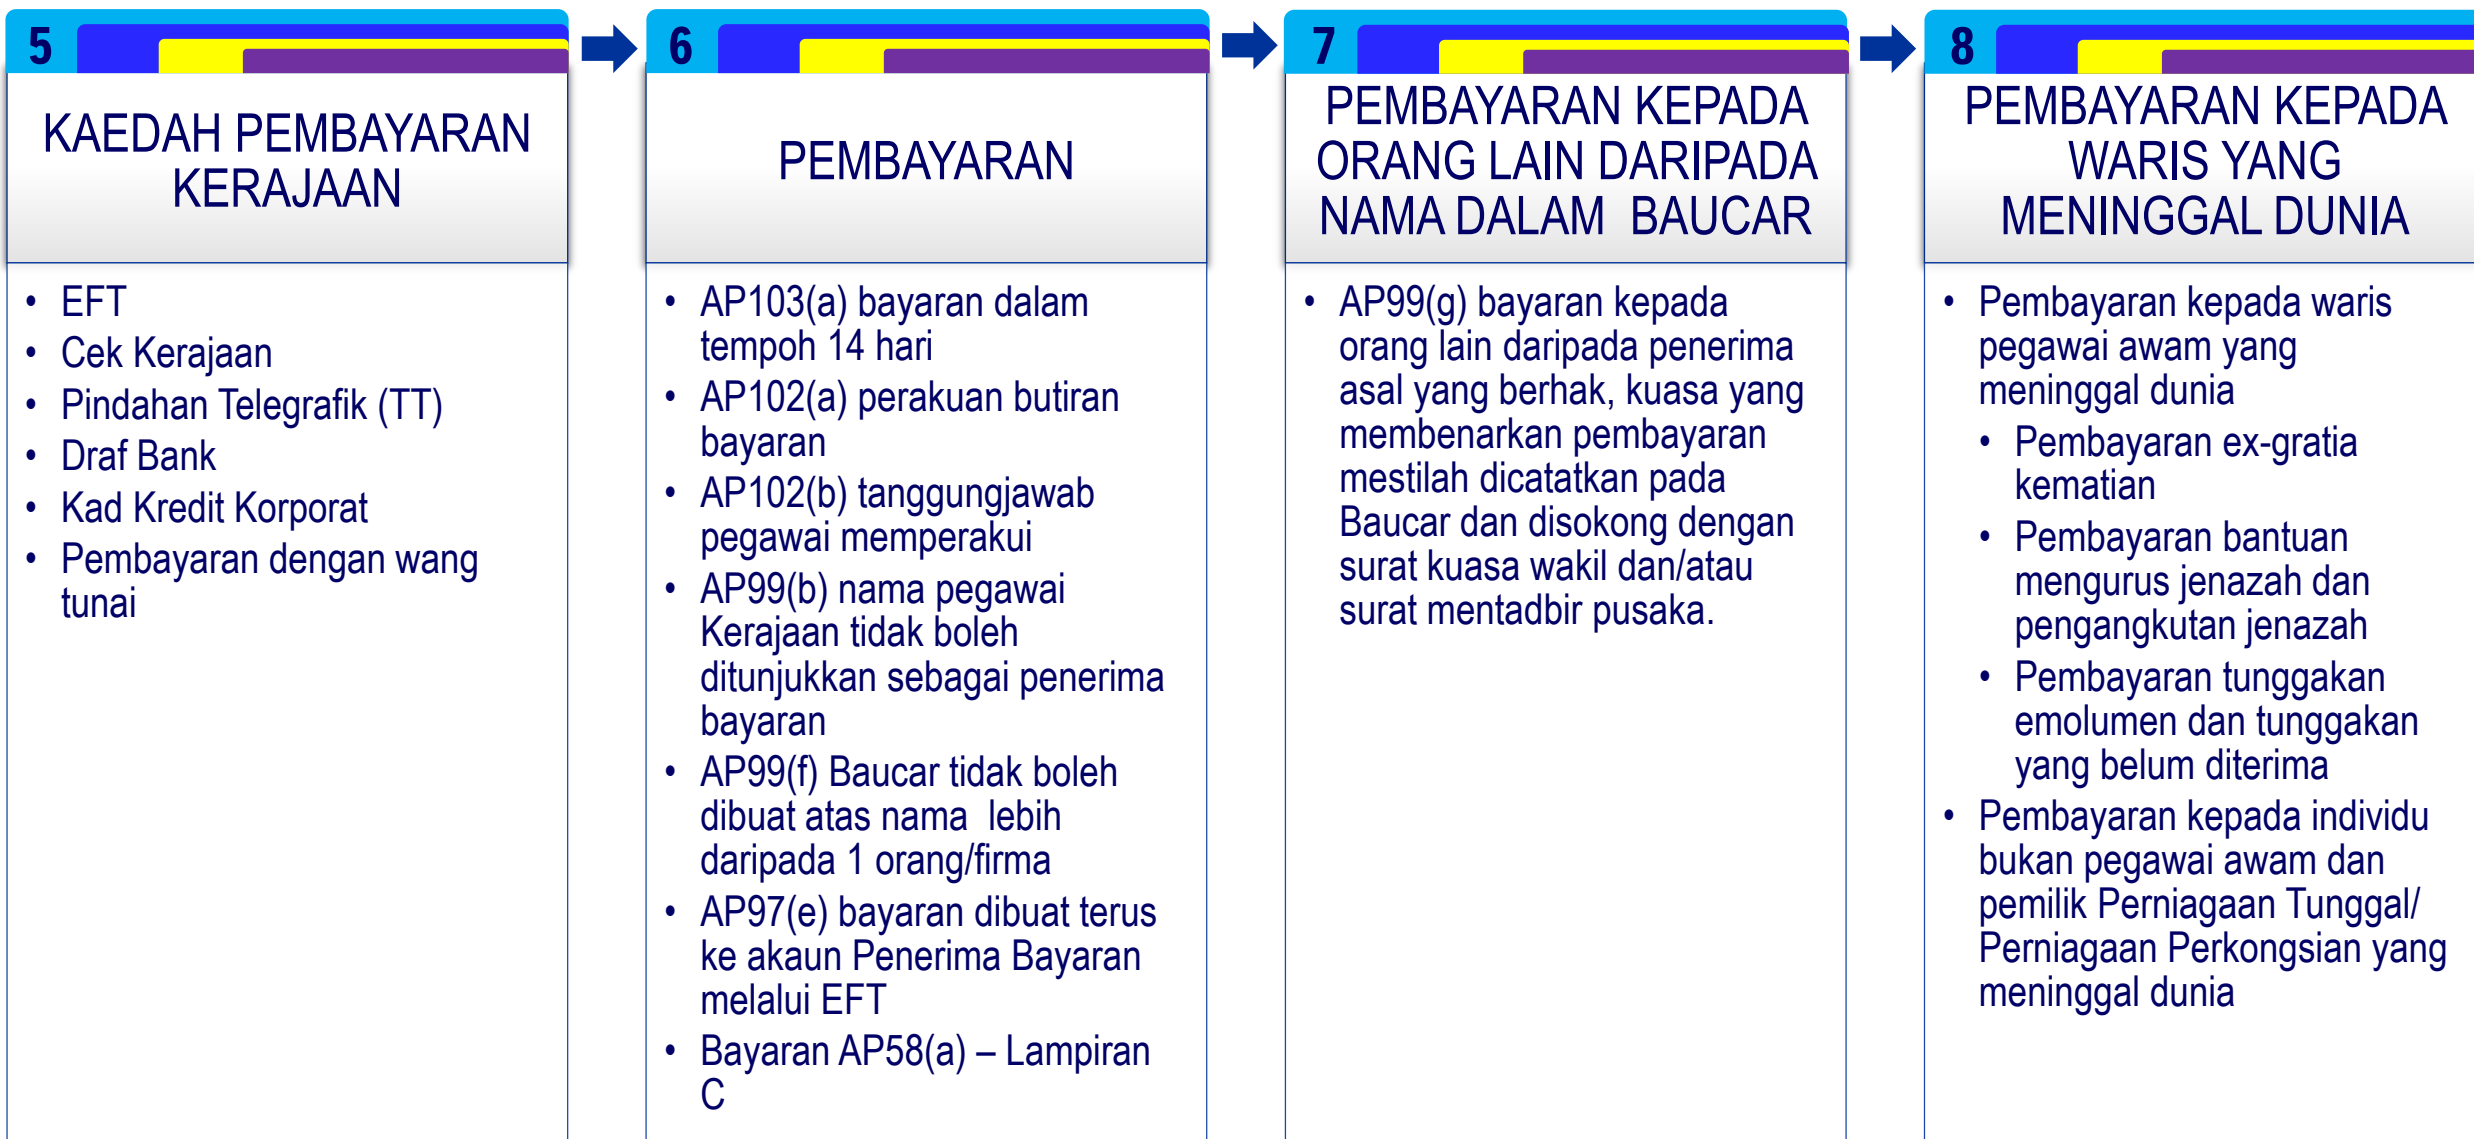 5
KAEDAH PEMBAYARAN
KERAJAAN
• EFT
• Cek Kerajaan
• Pindahan Telegrafik (TT)
• Draf Bank
• Kad Kredit Korporat
• Pembayaran dengan wang
tunai
6
PEMBAYARAN
• AP103(a) bayaran dalam
tempoh 14 hari
• AP102(a) perakuan butiran
bayaran
• AP102(b) tanggungjawab
pegawai memperakui
• AP99(b) nama pegawai
Kerajaan tidak boleh
ditunjukkan sebagai penerima
bayaran
• AP99(f) Baucar tidak boleh
dibuat atas nama lebih
daripada 1 orang/firma
• AP97(e) bayaran dibuat terus
ke akaun Penerima Bayaran
melalui EFT
• Bayaran AP58(a) – Lampiran
C
7
PEMBAYARAN KEPADA
ORANG LAIN DARIPADA
NAMA DALAM BAUCAR
• AP99(g) bayaran kepada
orang lain daripada penerima
asal yang berhak, kuasa yang
membenarkan pembayaran
mestilah dicatatkan pada
Baucar dan disokong dengan
surat kuasa wakil dan/atau
surat mentadbir pusaka.
8
PEMBAYARAN KEPADA
WARIS YANG
MENINGGAL DUNIA
• Pembayaran kepada waris
pegawai awam yang
meninggal dunia
• Pembayaran ex-gratia
kematian
• Pembayaran bantuan
mengurus jenazah dan
pengangkutan jenazah
• Pembayaran tunggakan
emolumen dan tunggakan
yang belum diterima
• Pembayaran kepada individu
bukan pegawai awam dan
pemilik Perniagaan Tunggal/
Perniagaan Perkongsian yang
meninggal dunia